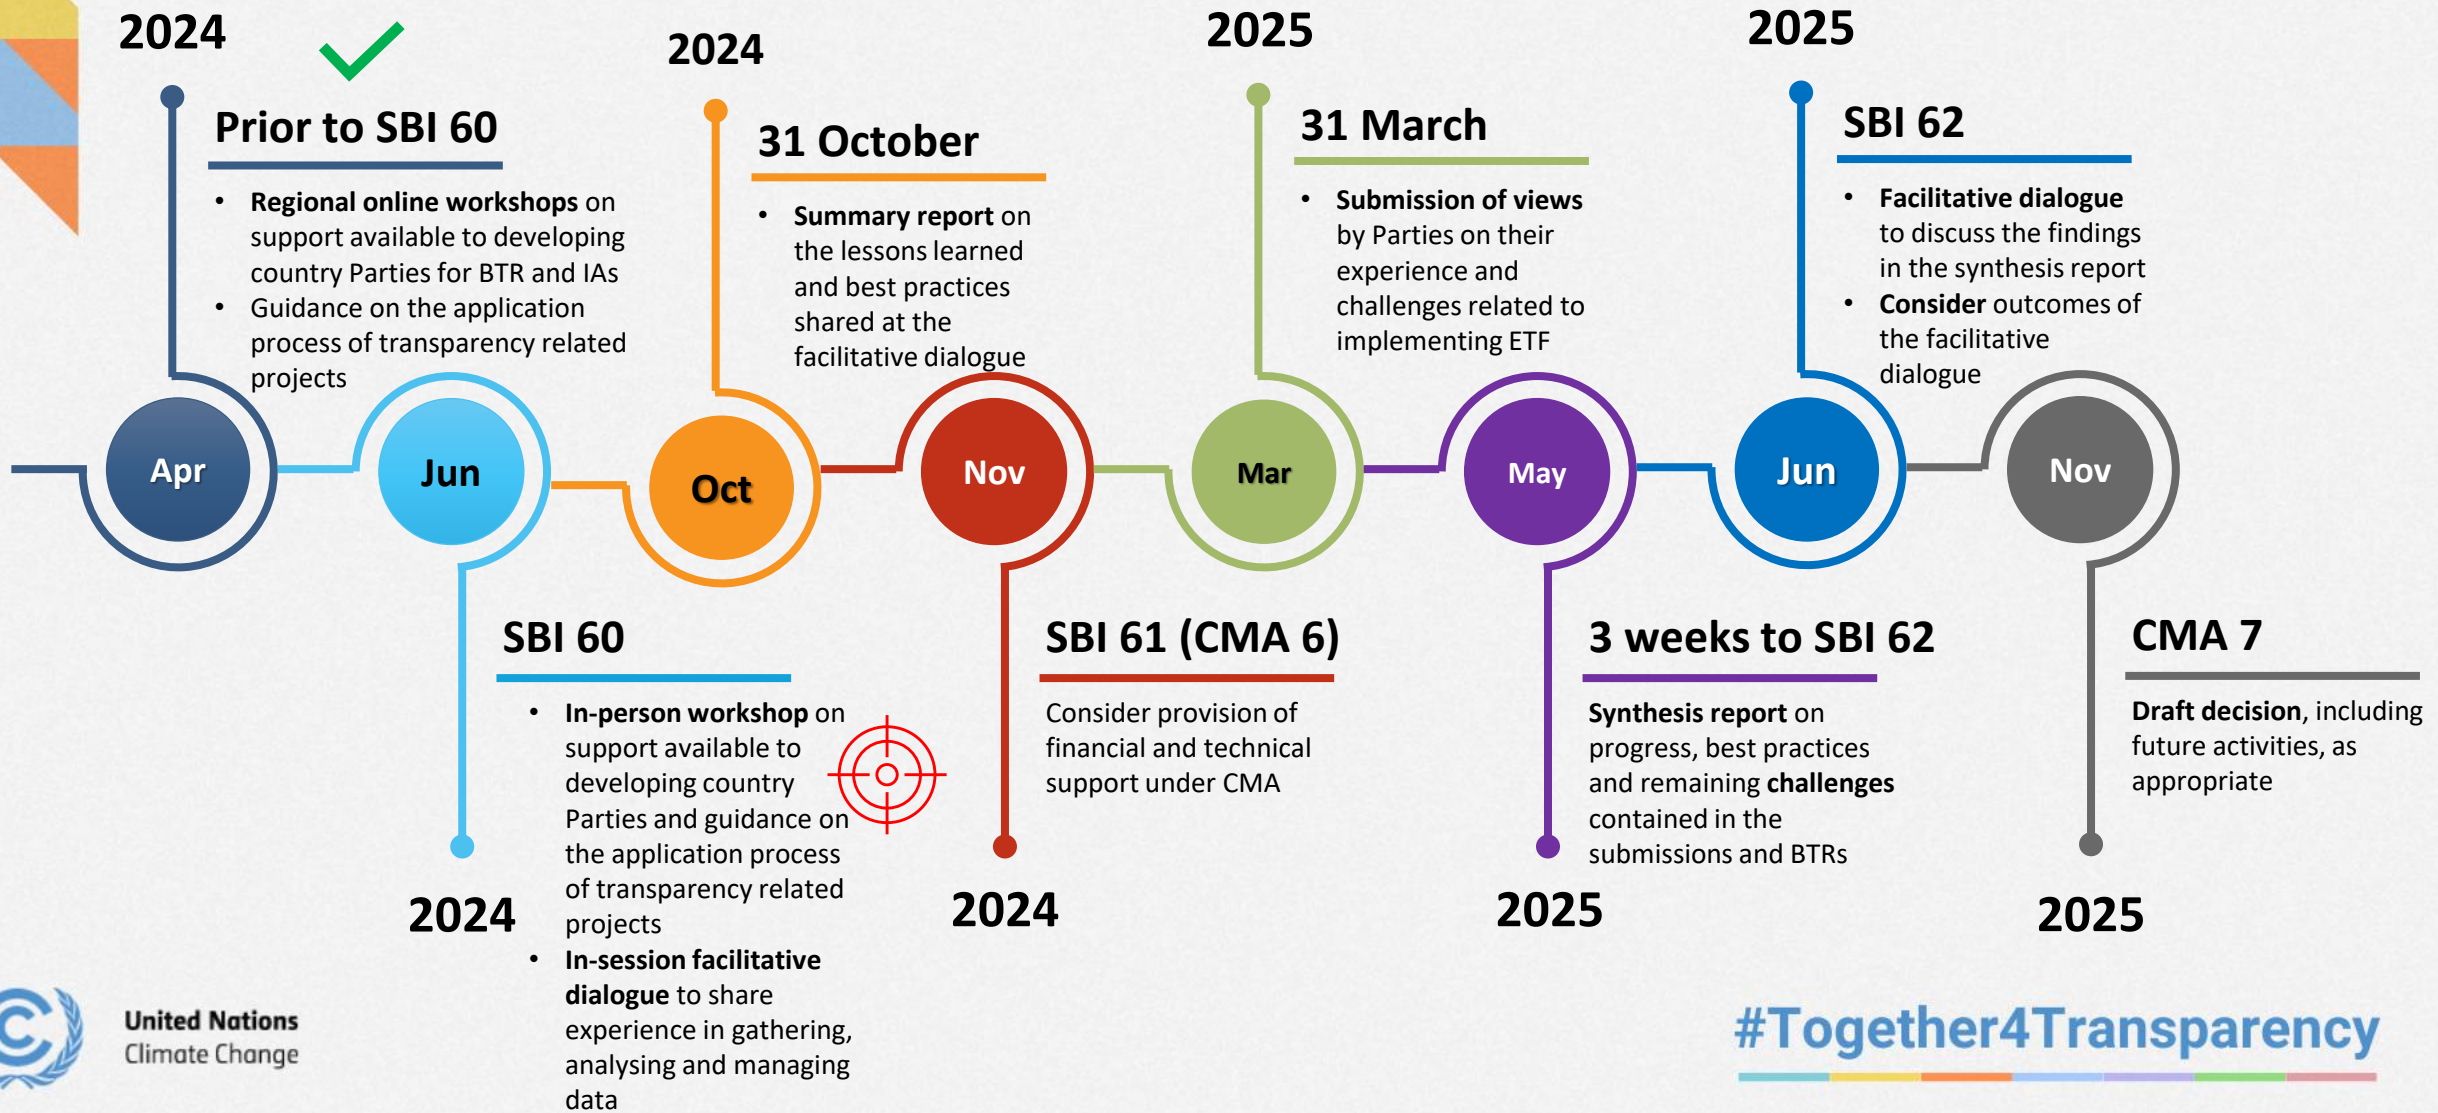 2024
Prior to SBI 60
• Regional online workshops on
support available to developing
country Parties for BTR and IAs
• Guidance on the application
process of transparency related
projects
Apr
Jun
SBI 60
• In-person workshop on
support available to
developing country
Parties and guidance on
the application process
of transparency related
projects
• In-session facilitative
dialogue to share
experience in gathering,
analysing and managing
data
2024
2024
31 October
• Summary report on
the lessons learned
and best practices
shared at the
facilitative dialogue
Oct
Nov
SBI 61 (CMA 6)
Consider provision of
financial and technical
support under CMA
2024
2025
31 March
• Submission of views
by Parties on their
experience and
challenges related to
implementing ETF
Mar
May
3 weeks to SBI 62
Synthesis report on
progress, best practices
and remaining challenges
contained in the
submissions and BTRs
2025
2025
SBI 62
• Facilitative dialogue
to discuss the findings
in the synthesis report
• Consider outcomes of
the facilitative
dialogue
Jun
Nov
CMA 7
Draft decision, including
future activities, as
appropriate
2025
United Nations
Climate Change
#Together4Transparency